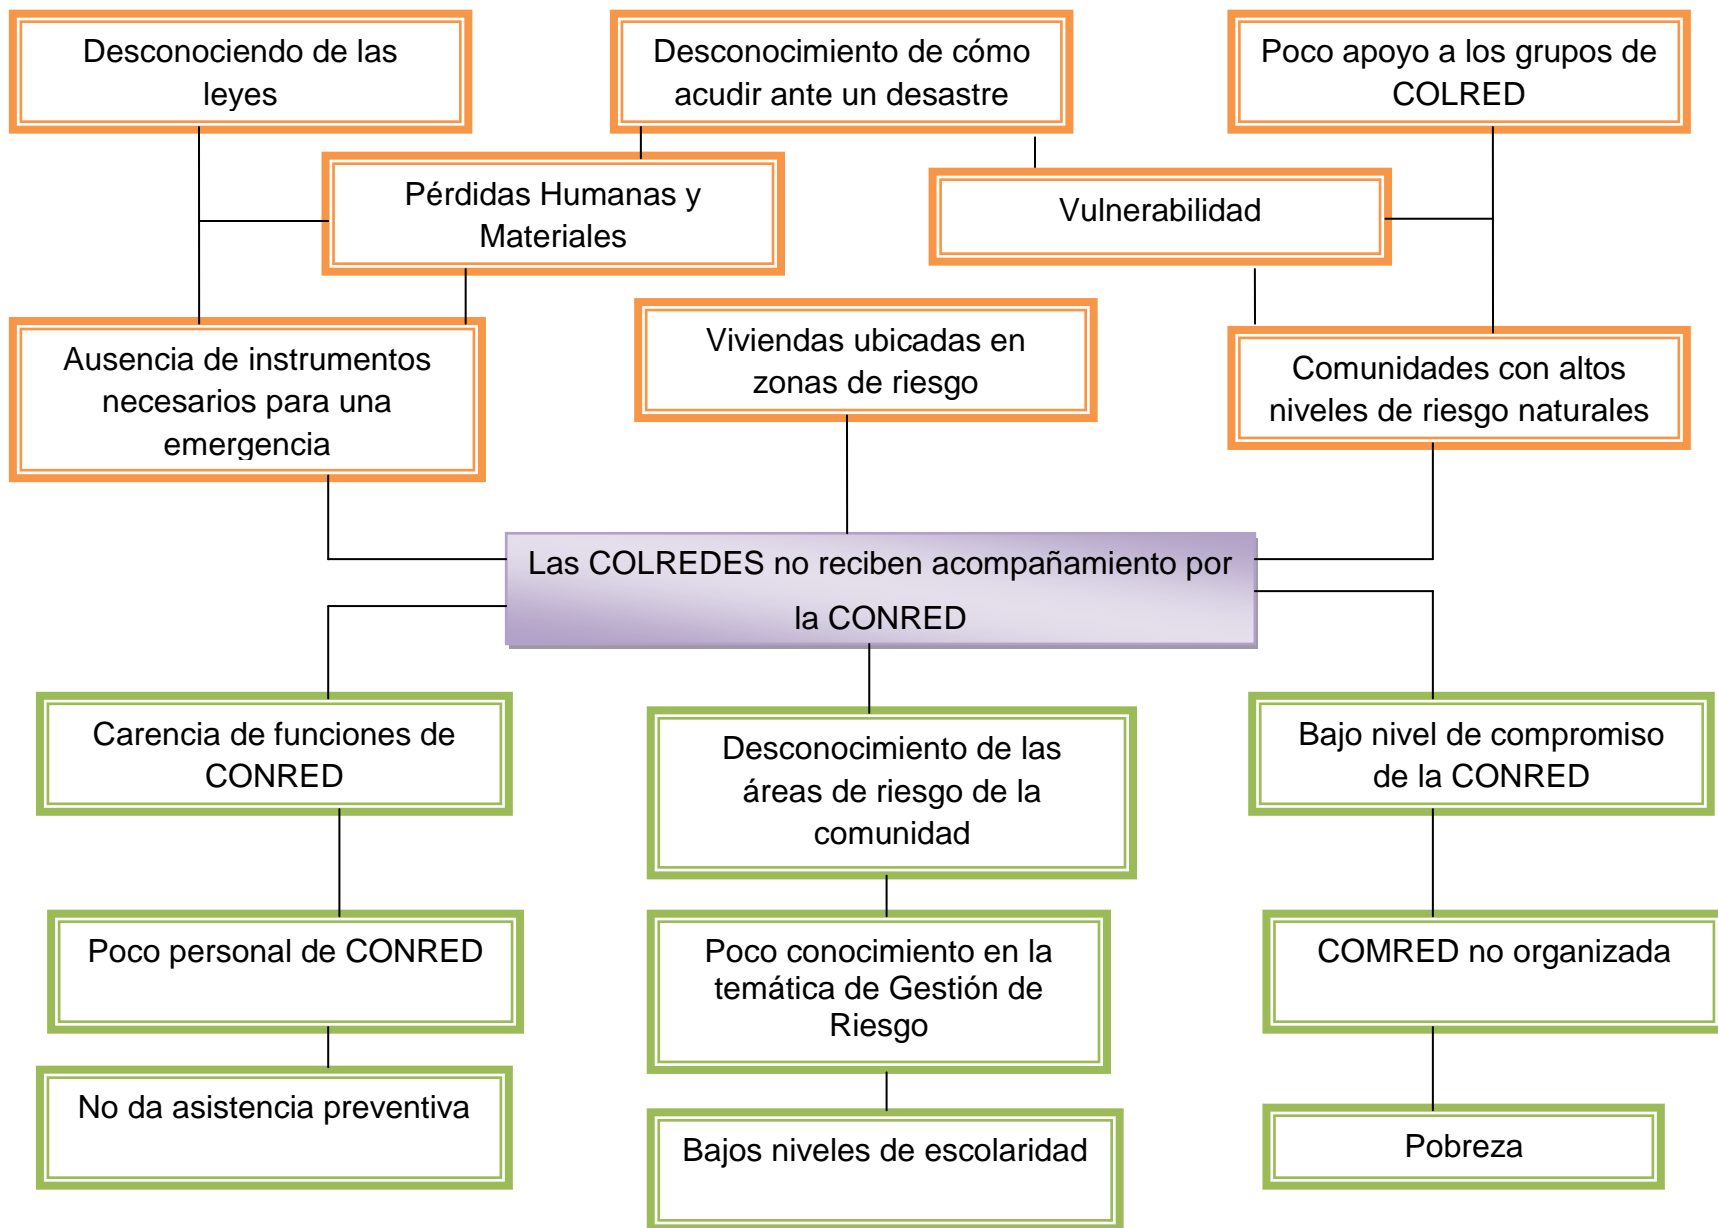 Desconociendo de las
leyes
Desconocimiento de cómo
acudir ante un desastre
Poco apoyo a los grupos de
COLRED
Pérdidas Humanas y
Materiales
Vulnerabilidad
Ausencia de instrumentos
necesarios para una
emergencia
Viviendas ubicadas en
zonas de riesgo
Comunidades con altos
niveles de riesgo naturales
Las COLREDES no reciben acompañamiento por
la CONRED
Carencia de funciones de
CONRED
Desconocimiento de las
áreas de riesgo de la
comunidad
Bajo nivel de compromiso
de la CONRED
Poco personal de CONRED
Poco conocimiento en la
temática de Gestión de
Riesgo
COMRED no organizada
No da asistencia preventiva
Bajos niveles de escolaridad
Pobreza